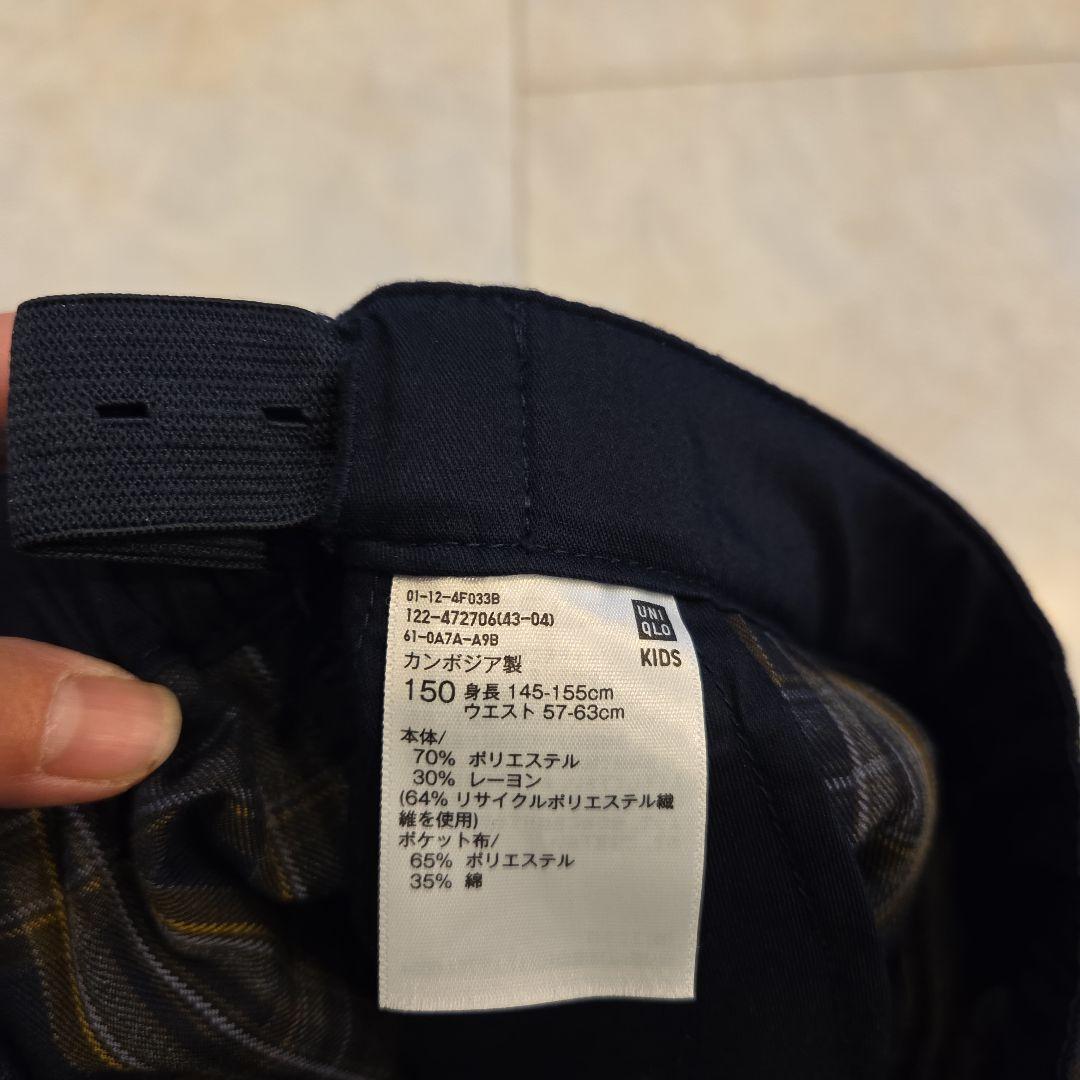 01-12-4F033B
122-472706(43-04)
61-0A7A-A9B
カンボジア製
150 身長 145-155cm
ウエスト 57-63cm
本体/
70% ポリエステル
30% レーヨン
(64% リサイクルポリエステル繊
維を使用)
ポケット布/
65% ポリエステル
35% 綿
UNI
QLO
KIDS